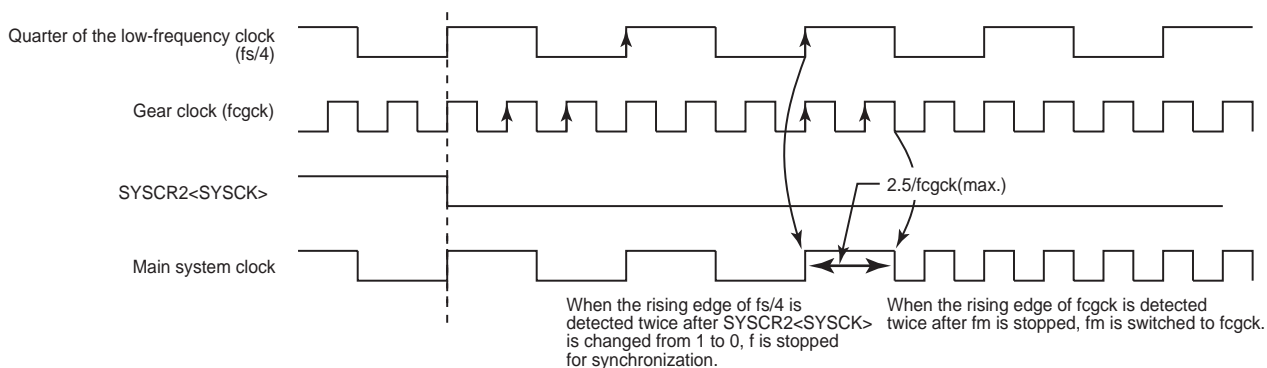 Quarter of the low-frequency clock
(fs/4)
Gear clock (fcgck)
SYSCR2<SYSCK>
2.5/fcgck(max.)
Main system clock
When the rising edge of fs/4 is
detected twice after SYSCR2<SYSCK>
is changed from 1 to 0, f is stopped
for synchronization.
When the rising edge of fcgck is detected
twice after fm is stopped, fm is switched to fcgck.